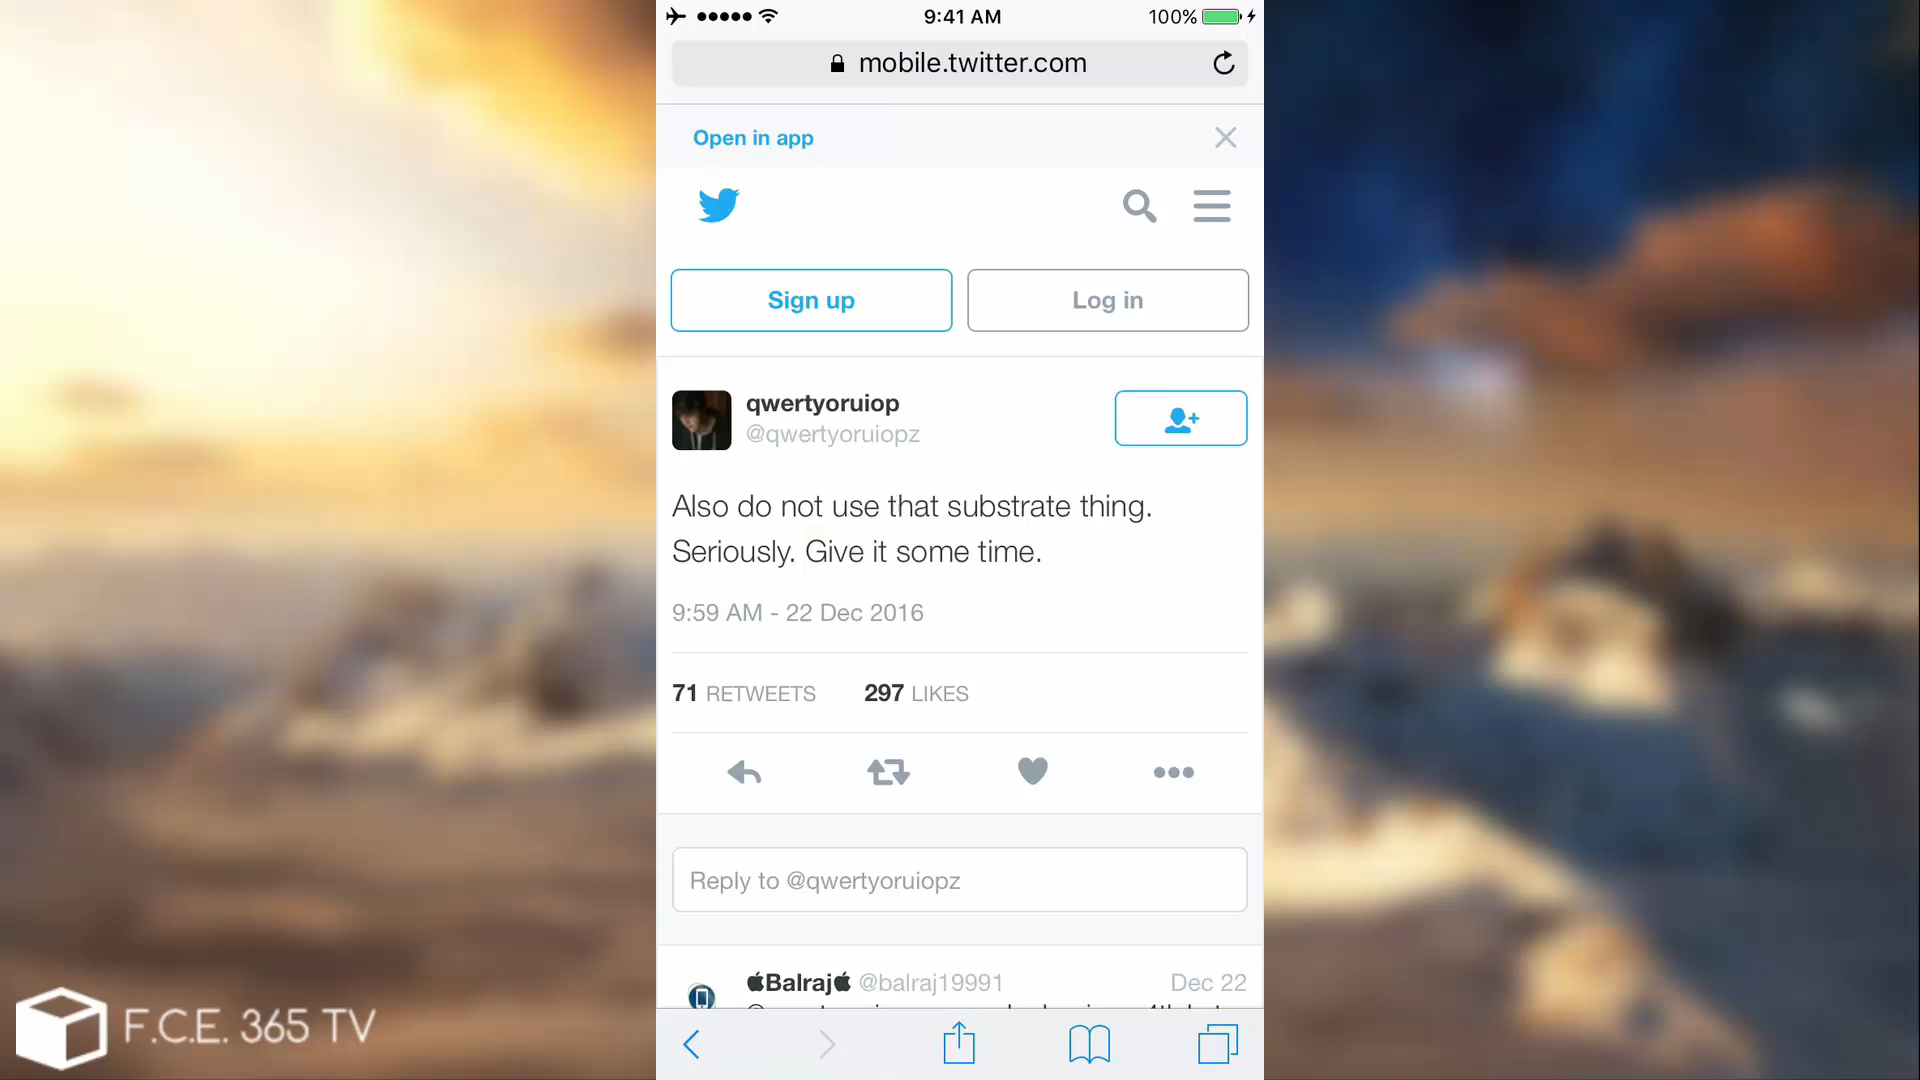 9:41 AM
100%
mobile.twitter.com
Open in app
Sign up
Log in
qwertyoruiop
@qwertyoruiopz
Also do not use that substrate thing.
Seriously. Give it some time.
9:59 AM - 22 Dec 2016
71 RETWEETS 297 LIKES
Reply to @qwertyoruiopz
Balraj @balraj19991 Dec 22
F.C.E. 365 TV